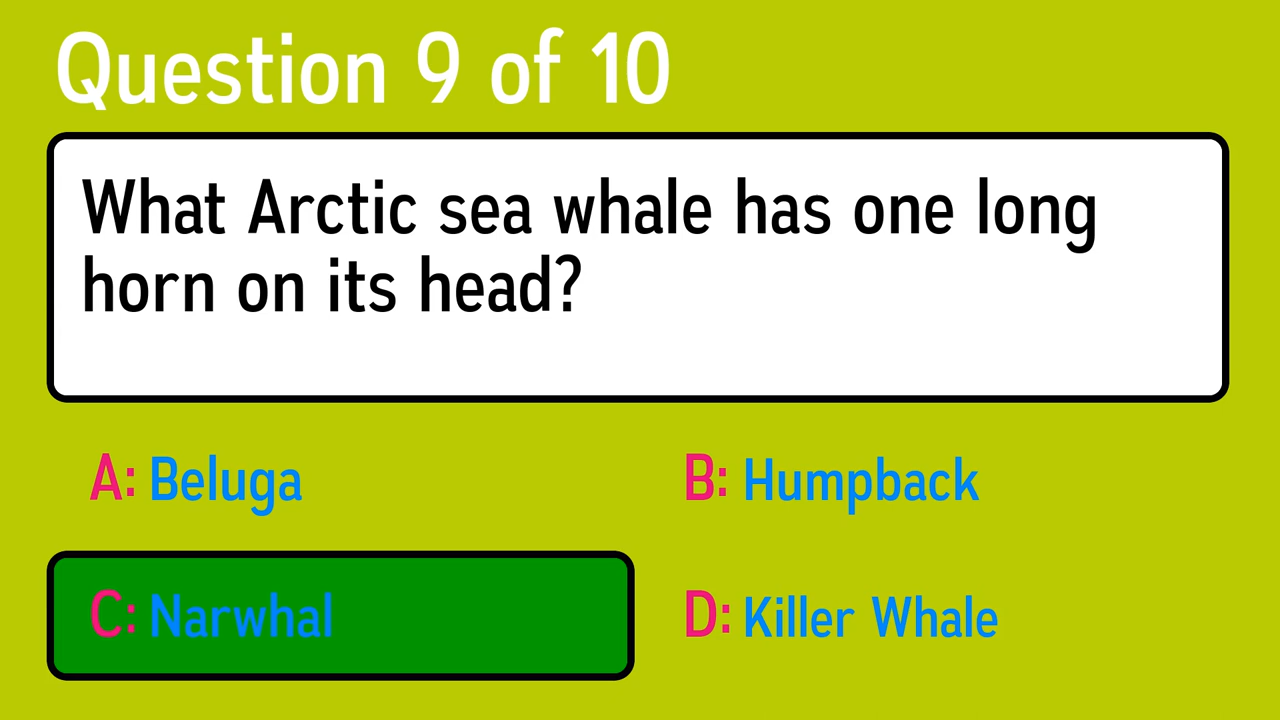 Question 9 of 10
What Arctic sea whale has one long
horn on its head?
A: Beluga
B: Humpback
C: Narwhal
D: Killer Whale